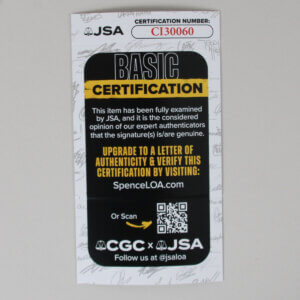 JSA
CERTIFICATION NUMBER:
CI30060
BASIC
CERTIFICATION
This item has been fully examined
by JSA, and it is the considered
opinion of our expert authenticators
that the signature(s) is/are genuine.
UPGRADE TO A LETTER OF
AUTHENTICITY & VERIFY THIS
CERTIFICATION BY VISITING:
SpenceLOA.com
Or Scan
CGC x JSA
Follow us at @jsaloa